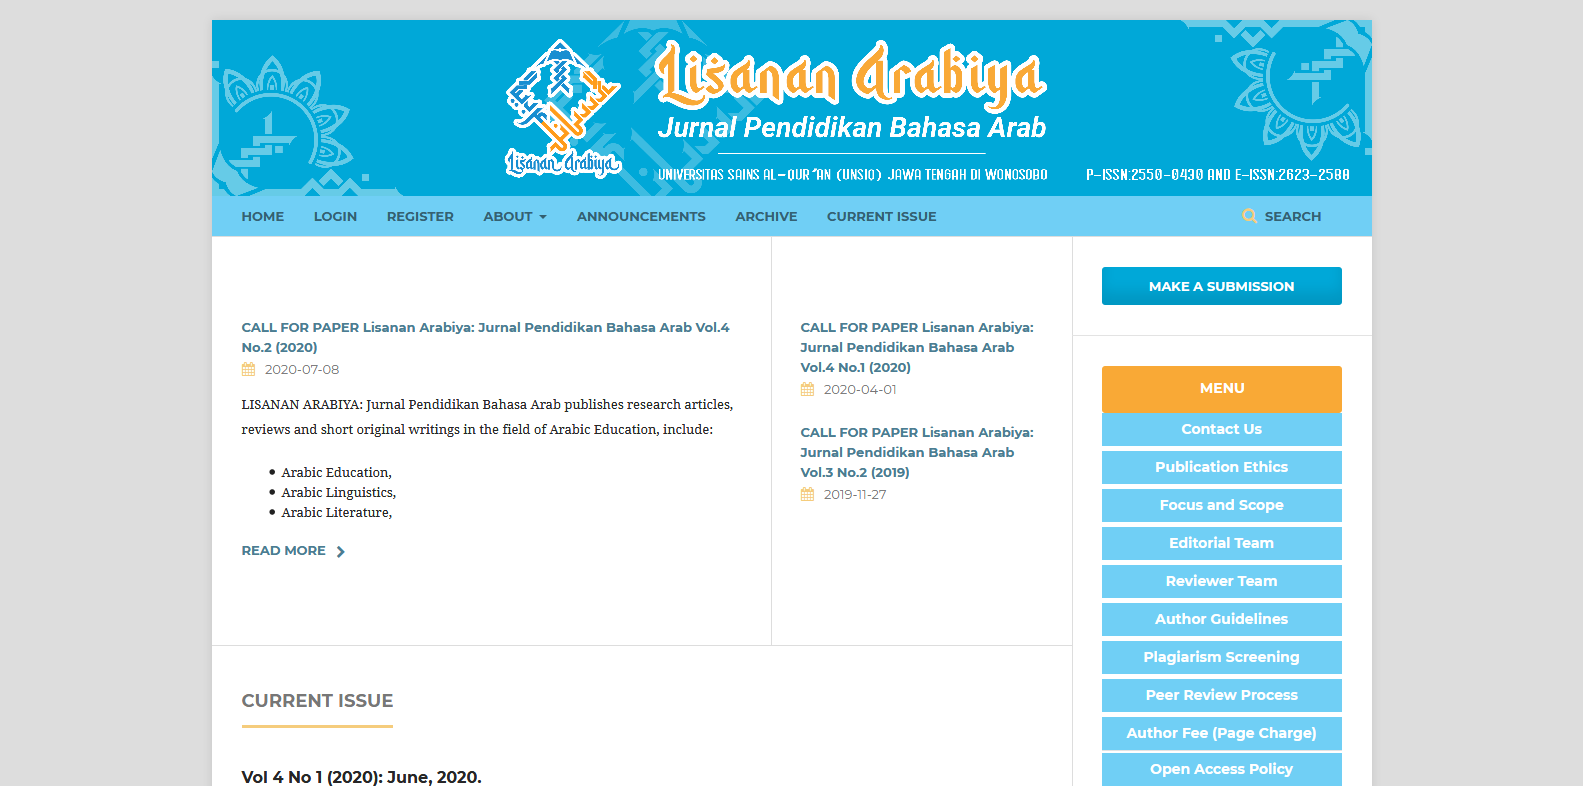 Lisanan Arabiya
Jurnal Pendidikan Bahasa Arab
Lisanan Arabiya
UNIVERSITAS SAINS AL-QUR'AN (UNSIQ) JAWA TENGAH DI WONOSOBO
P-ISSN:2550-0430 AND E-ISSN:2623-2588
HOME LOGIN REGISTER ABOUT ANNOUNCEMENTS ARCHIVE CURRENT ISSUE SEARCH
CALL FOR PAPER Lisanan Arabiya: Jurnal Pendidikan Bahasa Arab Vol.4
No.2 (2020)
2020-07-08
LISANAN ARABIYA: Jurnal Pendidikan Bahasa Arab publishes research articles,
reviews and short original writings in the field of Arabic Education, include:
Arabic Education,
Arabic Linguistics,
Arabic Literature,
READ MORE
CALL FOR PAPER Lisanan Arabiya:
Jurnal Pendidikan Bahasa Arab
Vol.4 No.1 (2020)
2020-04-01
CALL FOR PAPER Lisanan Arabiya:
Jurnal Pendidikan Bahasa Arab
Vol.3 No.2 (2019)
2019-11-27
MAKE A SUBMISSION
MENU
Contact Us
Publication Ethics
Focus and Scope
Editorial Team
Reviewer Team
Author Guidelines
Plagiarism Screening
Peer Review Process
Author Fee (Page Charge)
Open Access Policy
CURRENT ISSUE
Vol 4 No 1 (2020): June, 2020.